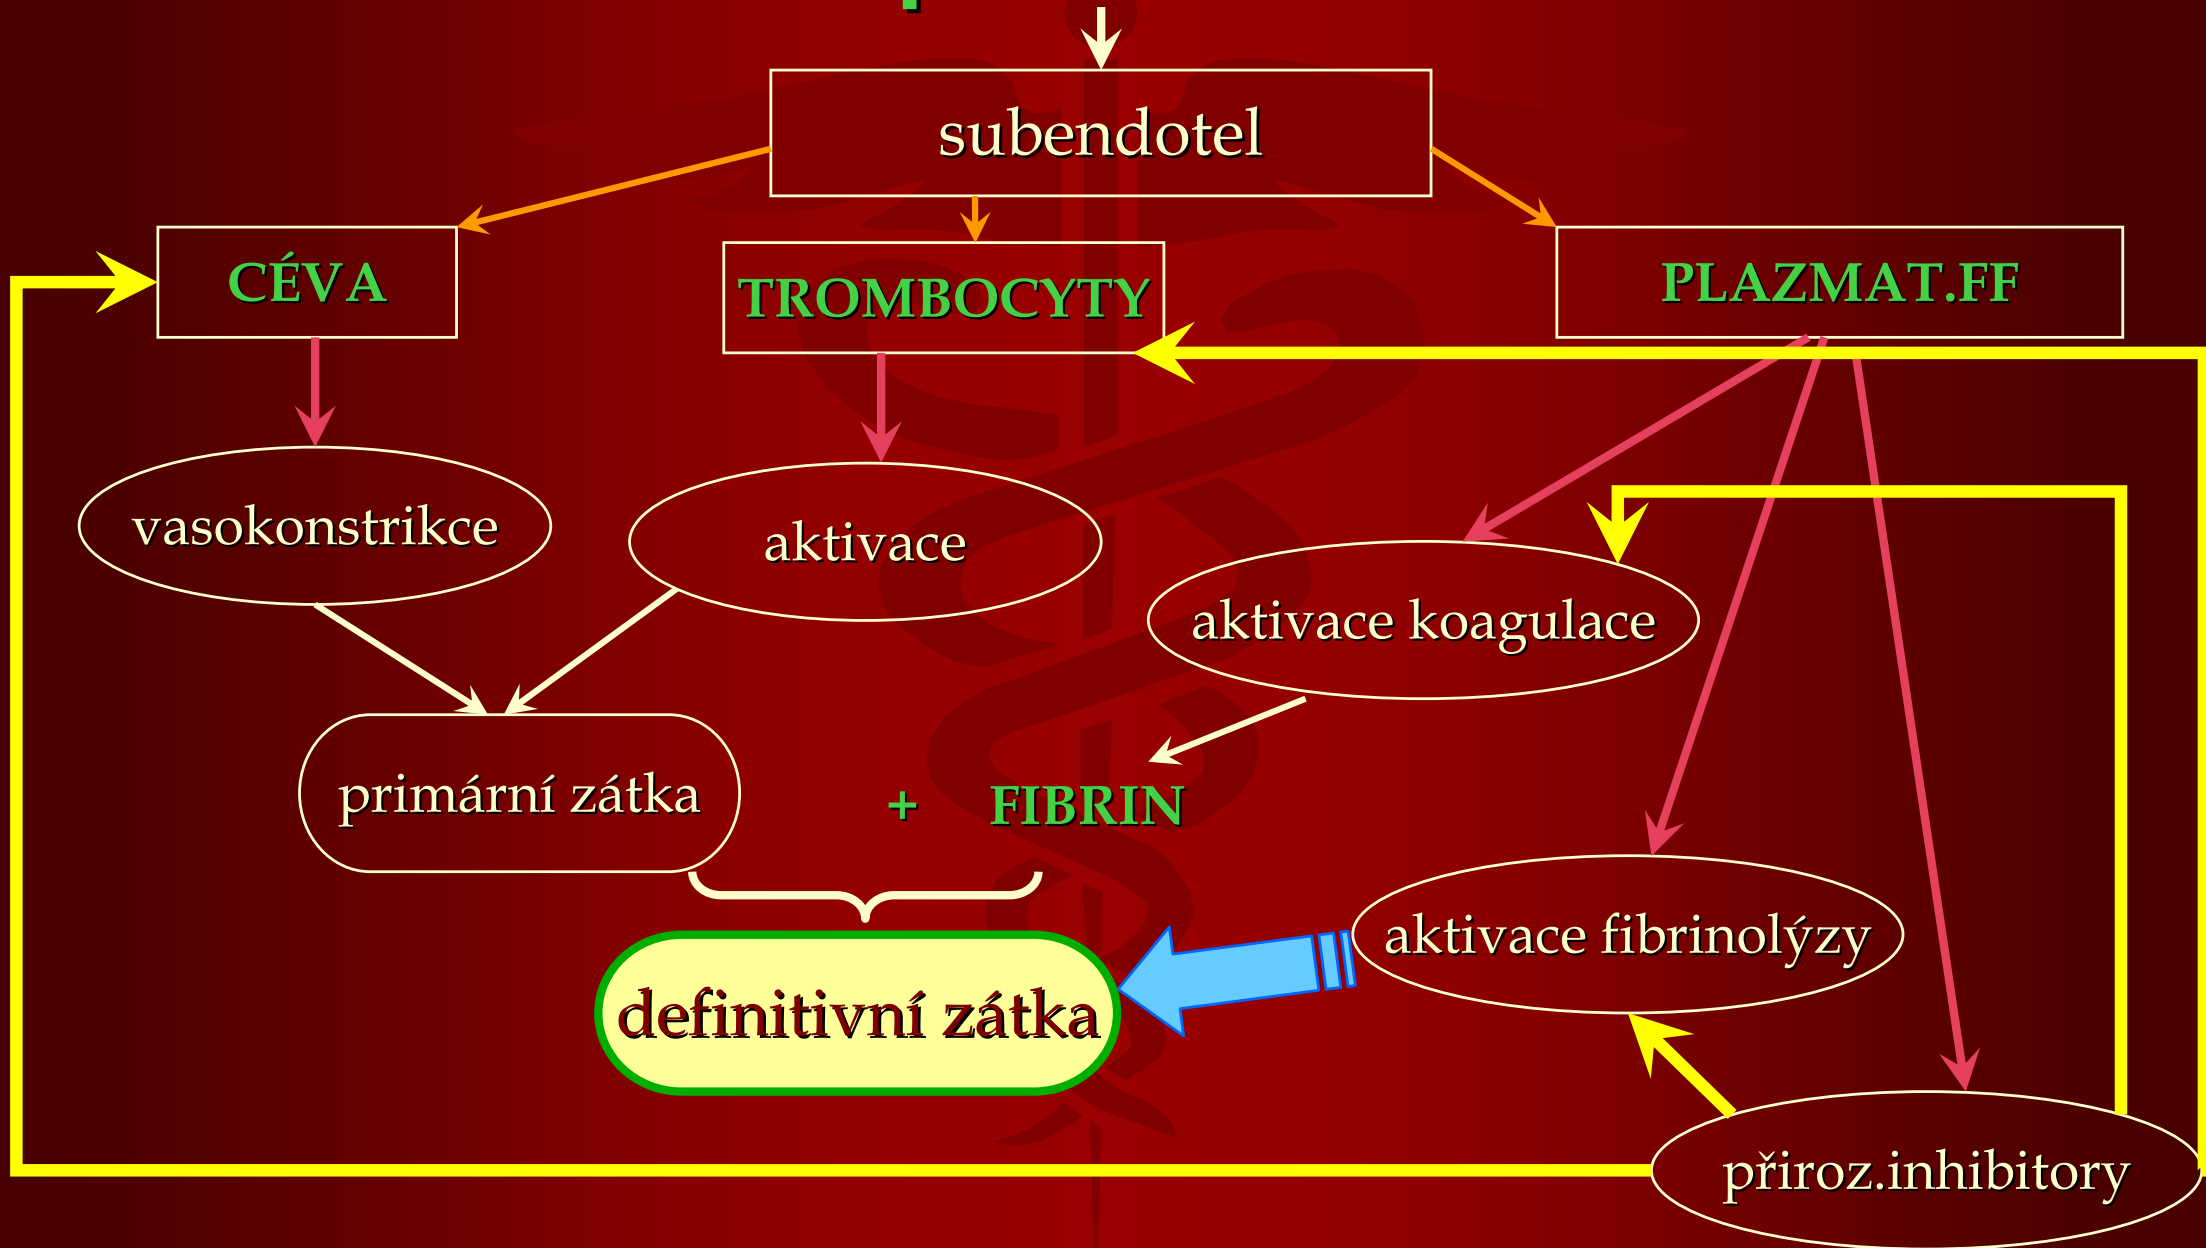 subendotel
CÉVA
TROMBOCYTY
PLAZMAT.FF
vasokonstrikce
aktivace
aktivace koagulace
primární zátka
+ FIBRIN
aktivace fibrinolýzy
definitivní zátka
přiroz.inhibitory